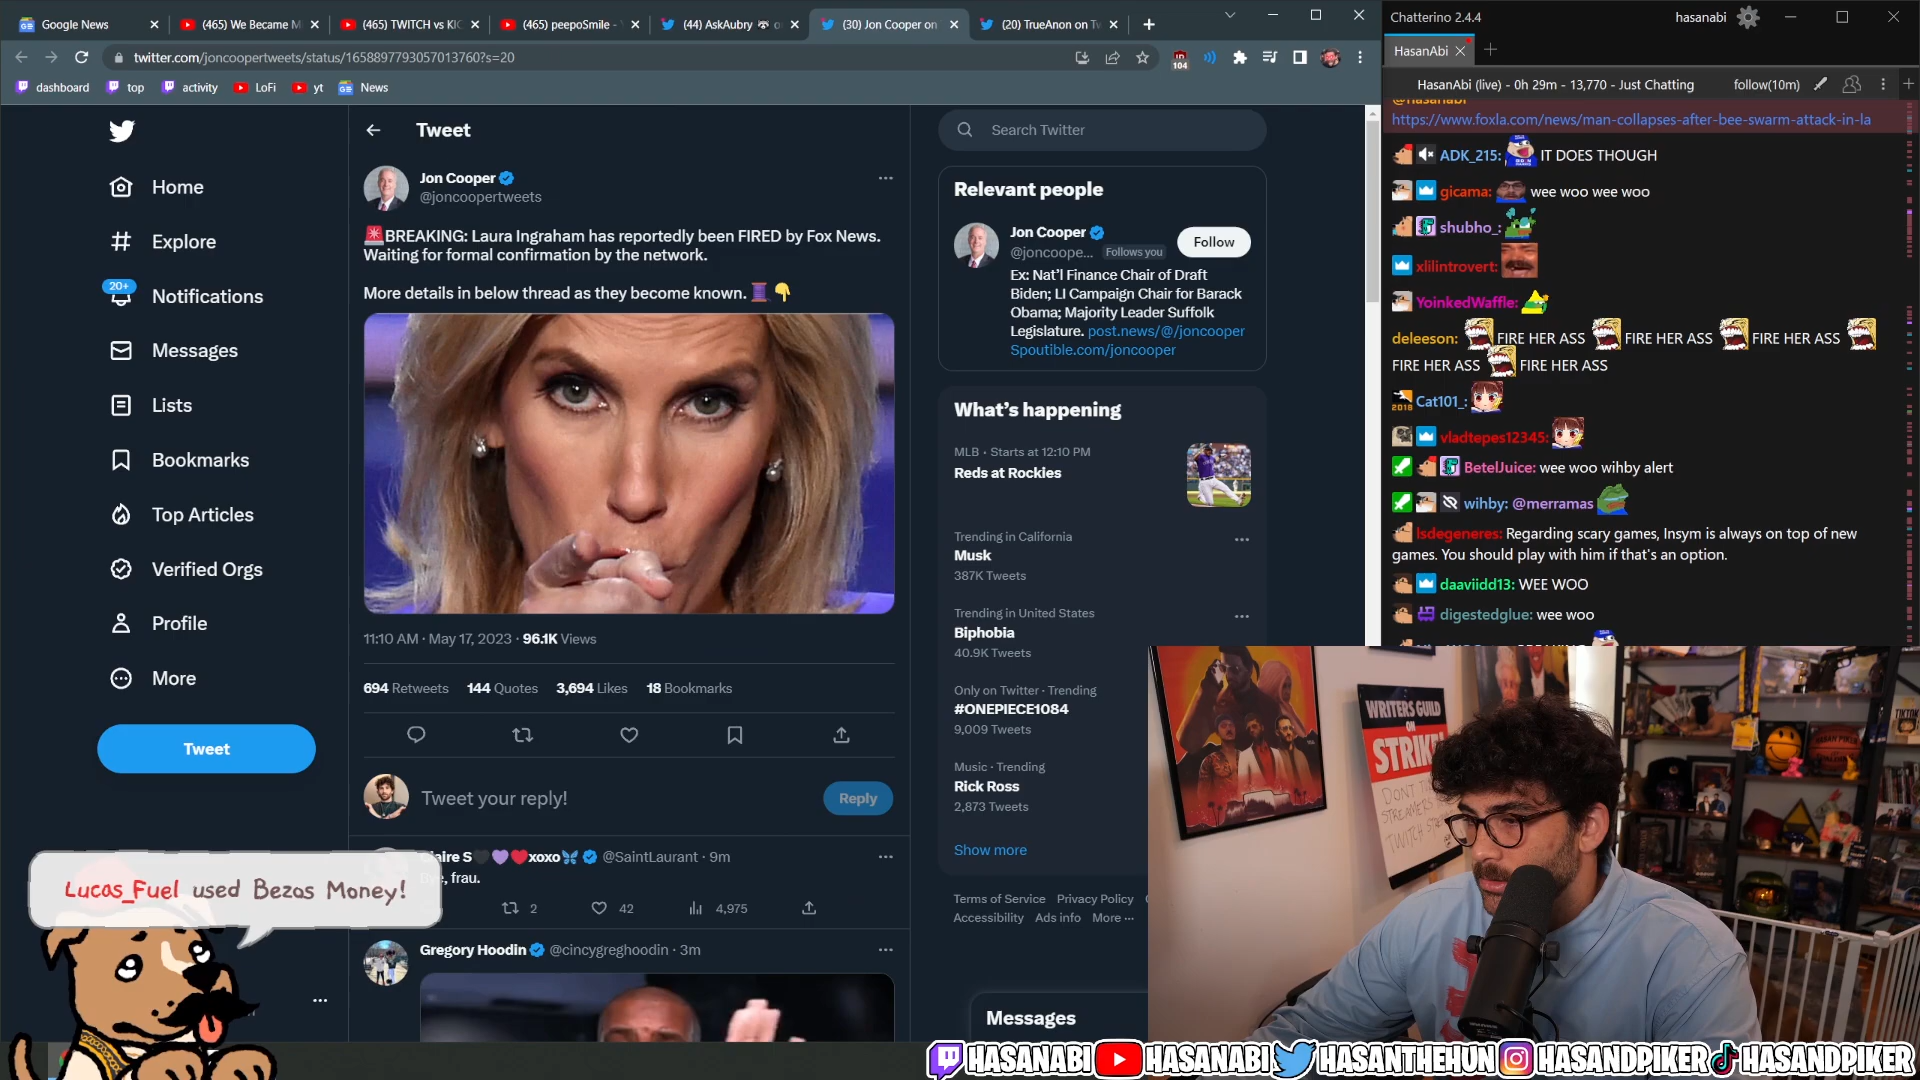 Google News
(465) We Became M
(465) TWITCH vs KIC
(465) peepoSmile -
(44) AskAubry
(30) Jon Cooper on
(20) TrueAnon on Tw
twitter.com/joncoopertweets/status/1658897793057013760?s=20
104
dashboard
top
activity
LoFi
yt
News
Home
Explore
20+
Notifications
Messages
Lists
Bookmarks
Top Articles
Verified Orgs
Profile
More
Tweet
Tweet
Jon Cooper
@joncoopertweets
🚨BREAKING: Laura Ingraham has reportedly been FIRED by Fox News.
Waiting for formal confirmation by the network.
More details in below thread as they become known. 🧵👇
11:10 AM · May 17, 2023 · 96.1K Views
694 Retweets 144 Quotes 3,694 Likes 18 Bookmarks
Tweet your reply!
Reply
Claire S🖤💜❤️xoxo🦋 @SaintLaurant · 9m
Bye, frau.
2
42
4,975
Gregory Hoodin @cincygreghoodin · 3m
Lucas_Fuel used Bezos Money!
Search Twitter
Relevant people
Jon Cooper
@joncoope... Follows you
Follow
Ex: Nat'l Finance Chair of Draft
Biden; LI Campaign Chair for Barack
Obama; Majority Leader Suffolk
Legislature. post.news/@/joncooper
Spoutible.com/joncooper
What's happening
MLB · Starts at 12:10 PM
Reds at Rockies
Trending in California
Musk
387K Tweets
Trending in United States
Biphobia
40.9K Tweets
Only on Twitter · Trending
#ONEPIECE1084
9,009 Tweets
Music · Trending
Rick Ross
2,873 Tweets
Show more
Terms of Service Privacy Policy
Accessibility Ads info More ···
Messages
Chatterino 2.4.4
hasanabi
HasanAbi
HasanAbi (live) - 0h 29m - 13,770 - Just Chatting
follow(10m)
@hasanabi
https://www.foxla.com/news/man-collapses-after-bee-swarm-attack-in-la
ADK_215: IT DOES THOUGH
gicama: wee woo wee woo
shubho_:
xlilintrovert:
YoinkedWaffle:
deleeson: FIRE HER ASS FIRE HER ASS FIRE HER ASS
FIRE HER ASS FIRE HER ASS
2018 Cat101_:
vladtepes12345:
BetelJuice: wee woo wihby alert
wihby: @merramas
lsdegeneres: Regarding scary games, Insym is always on top of new
games. You should play with him if that's an option.
daaviidd13: WEE WOO
digestedglue: wee woo
WRITERS GUILD
ON
STRIKE
HASANABI HASANABI HASANTHEHUN HASANDPIKER HASANDPIKER